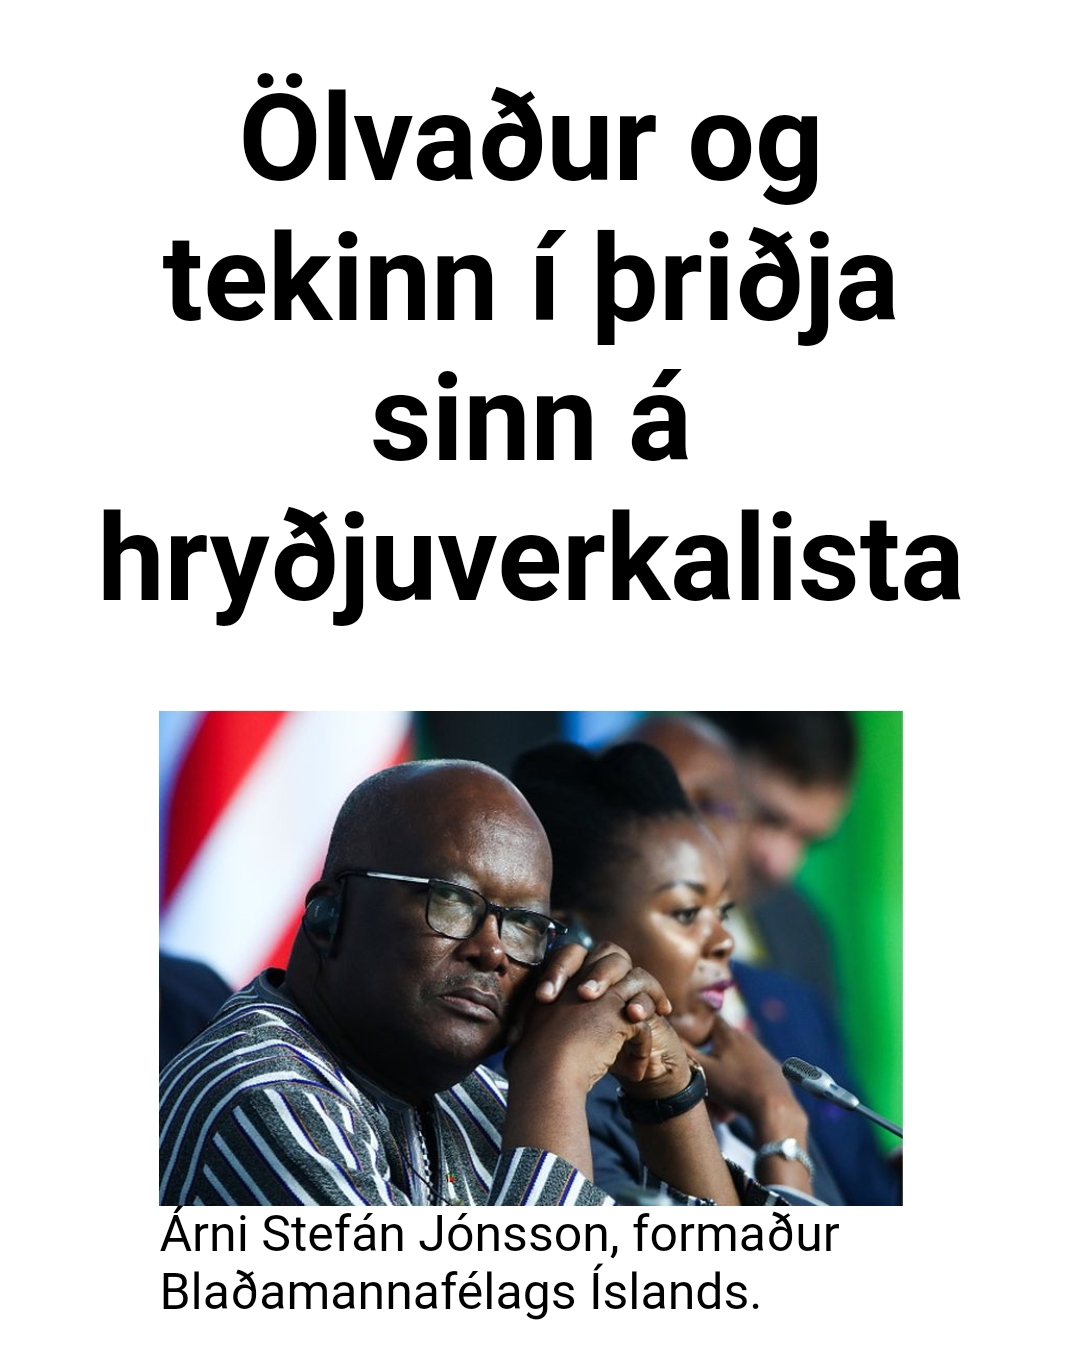 Ölvaður og
tekinn í þriðja
sinn á
hryðjuverkalista
Árni Stefán Jónsson, formaður
Blaðamannafélags Íslands.